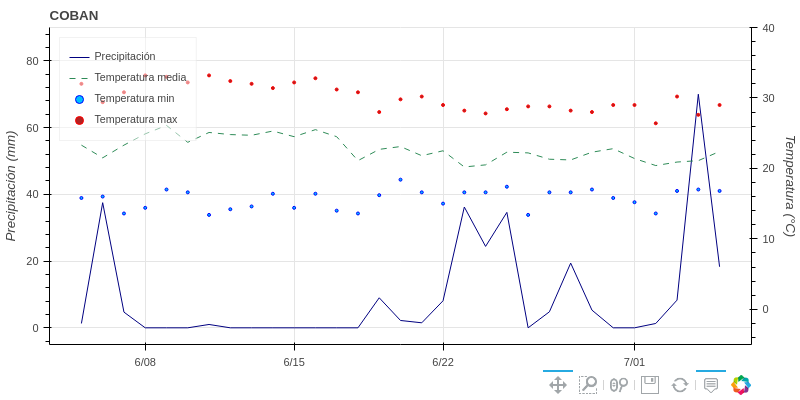 COBAN
Precipitación
Temperatura media
Temperatura min
Temperatura max
Precipitación (mm)
80
60
40
20
0
Temperatura (°C)
40
30
20
10
0
6/08
6/15
6/22
7/01